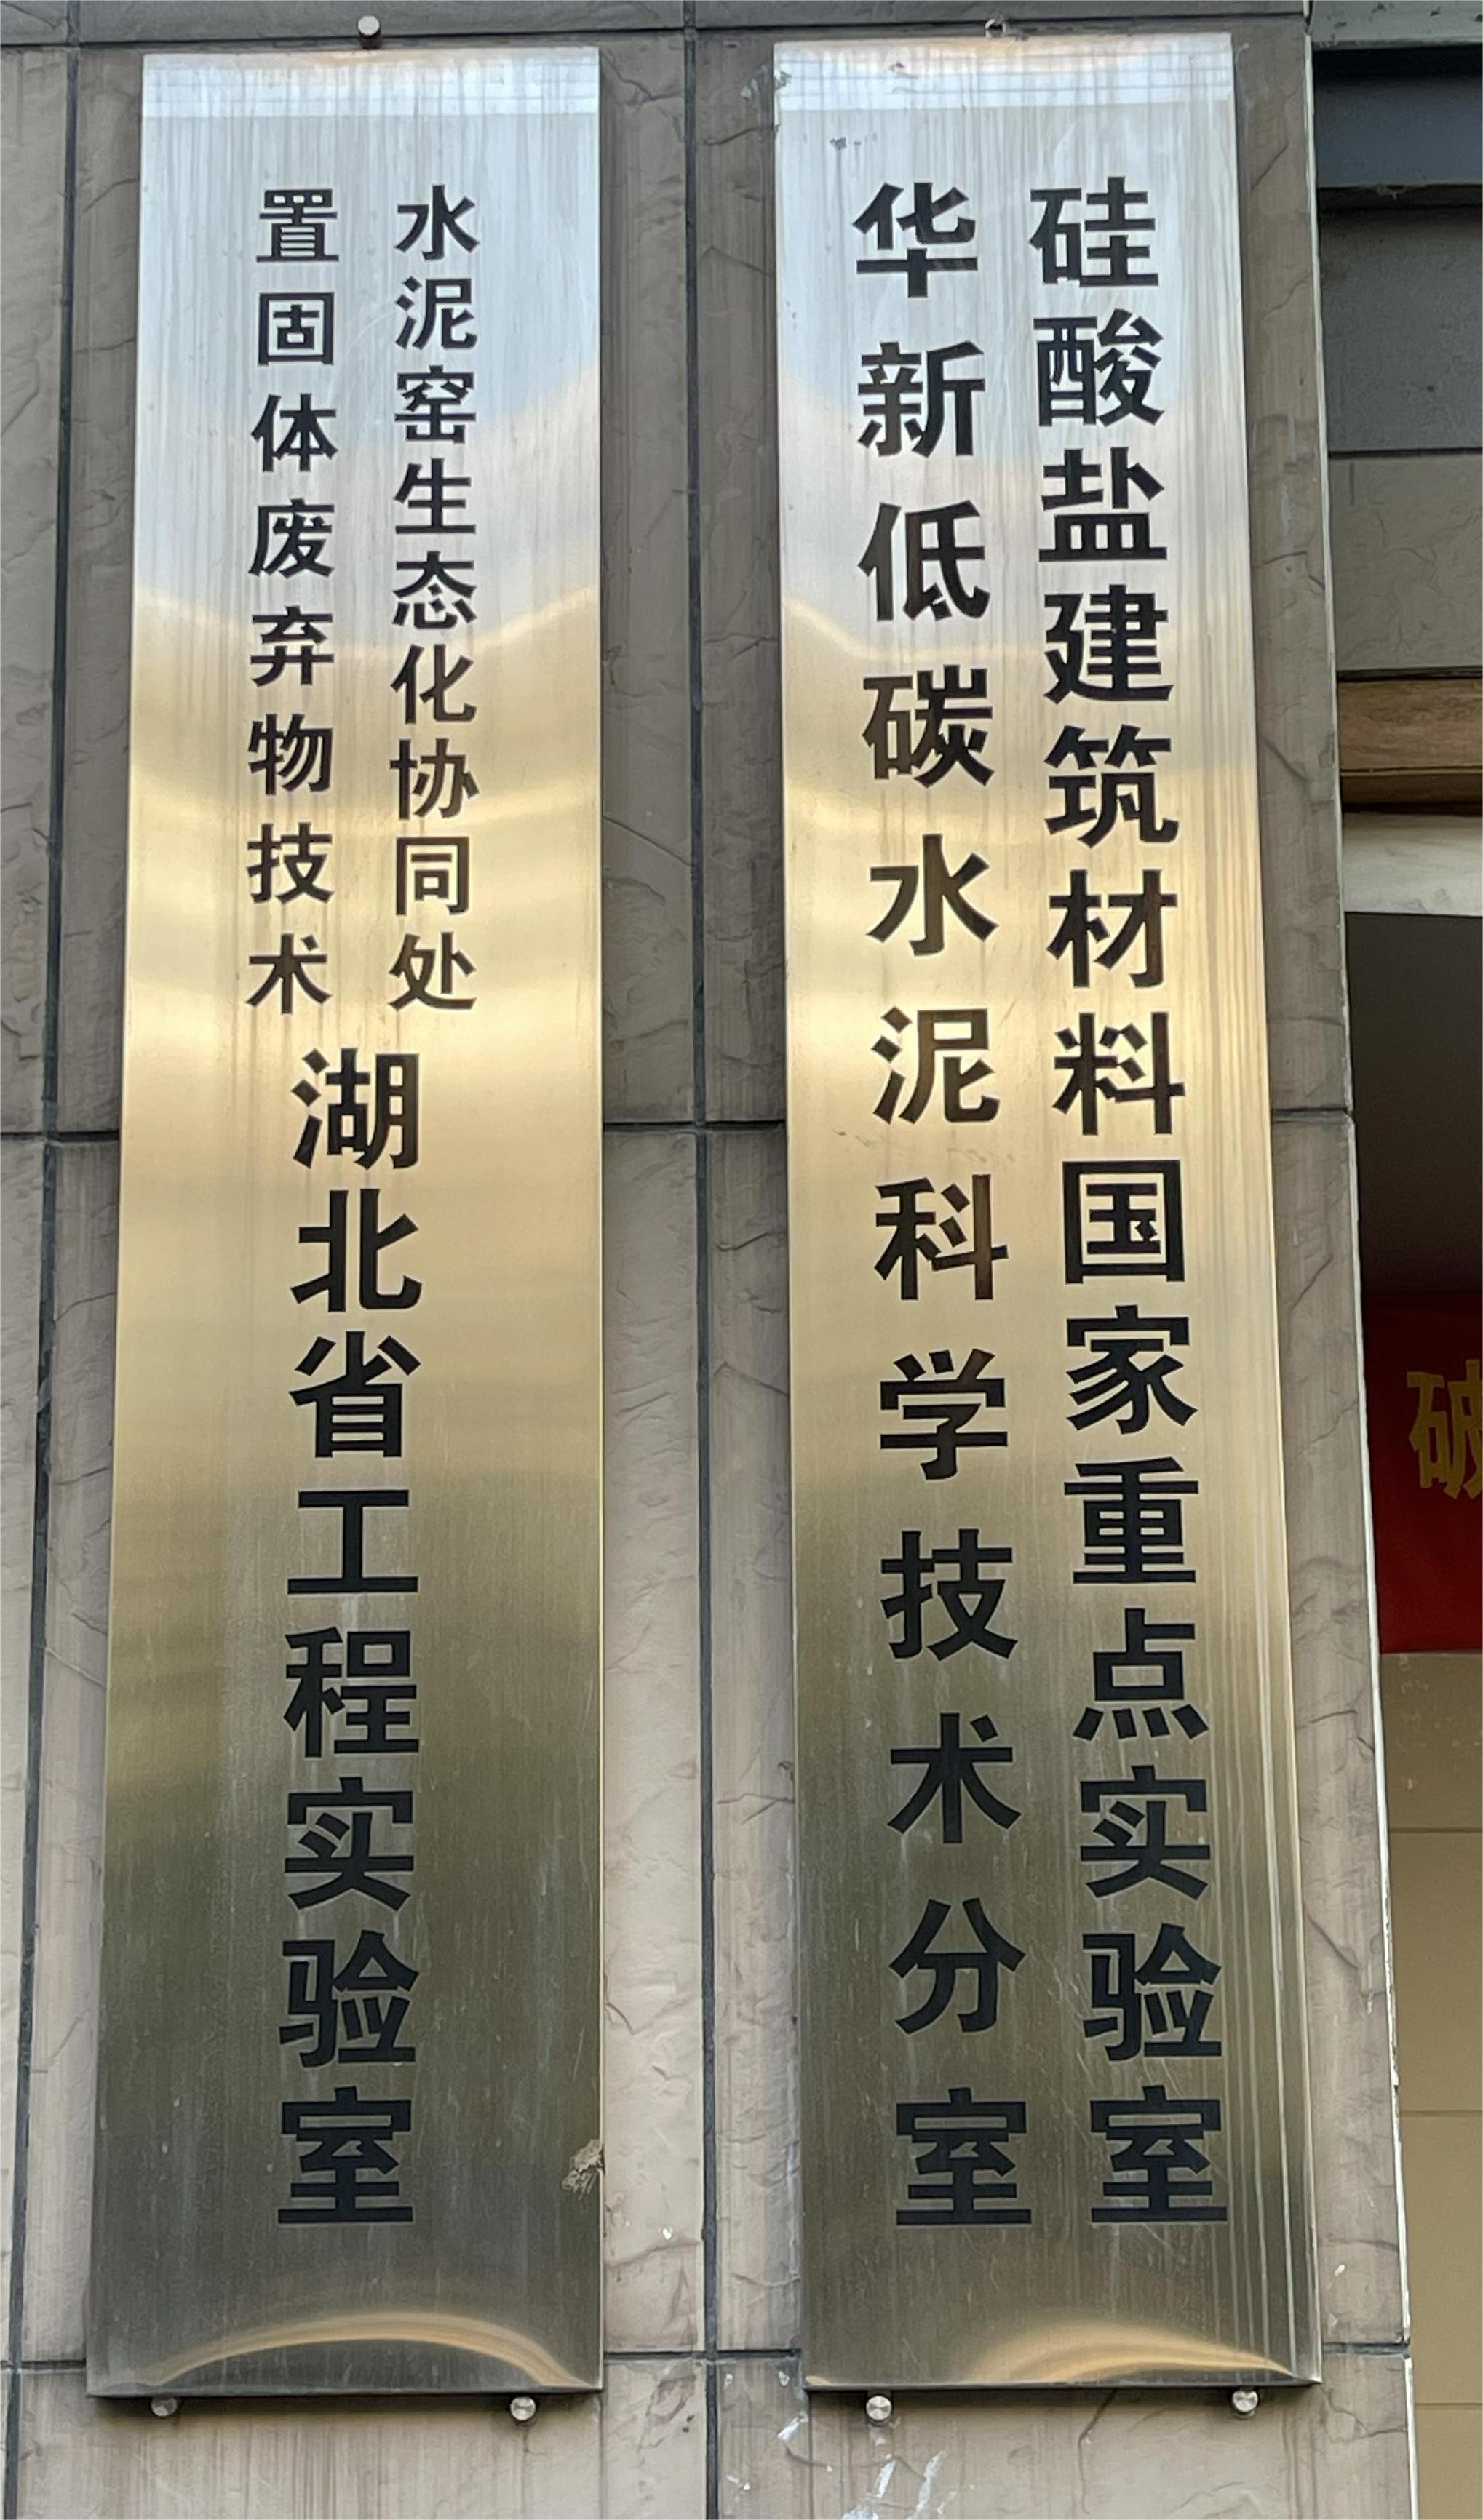 硅酸盐建筑材料国家重点实验室
华新低碳水泥科学技术分室
水泥窑生态化协同处
置固体废弃物技术
湖北省工程实验室
破